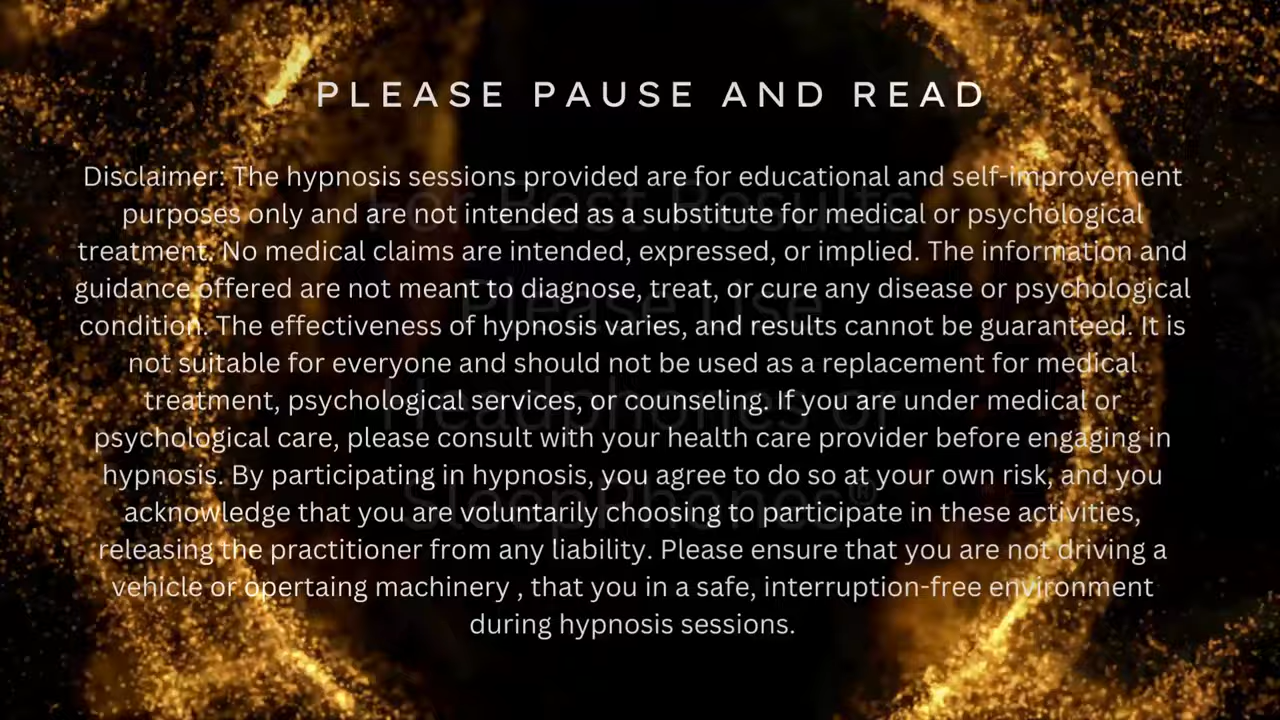 PLEASE PAUSE AND READ
Disclaimer: The hypnosis sessions provided are for educational and self-improvement
purposes only and are not intended as a substitute for medical or psychological
treatment. No medical claims are intended, expressed, or implied. The information and
guidance offered are not meant to diagnose, treat, or cure any disease or psychological
condition. The effectiveness of hypnosis varies, and results cannot be guaranteed. It is
not suitable for everyone and should not be used as a replacement for medical
treatment, psychological services, or counseling. If you are under medical or
psychological care, please consult with your health care provider before engaging in
hypnosis. By participating in hypnosis, you agree to do so at your own risk, and you
acknowledge that you are voluntarily choosing to participate in these activities,
releasing the practitioner from any liability. Please ensure that you are not driving a
vehicle or opertaing machinery , that you in a safe, interruption-free environment
during hypnosis sessions.
For Best Results
Please Use
Headphones or
SleepPhones®